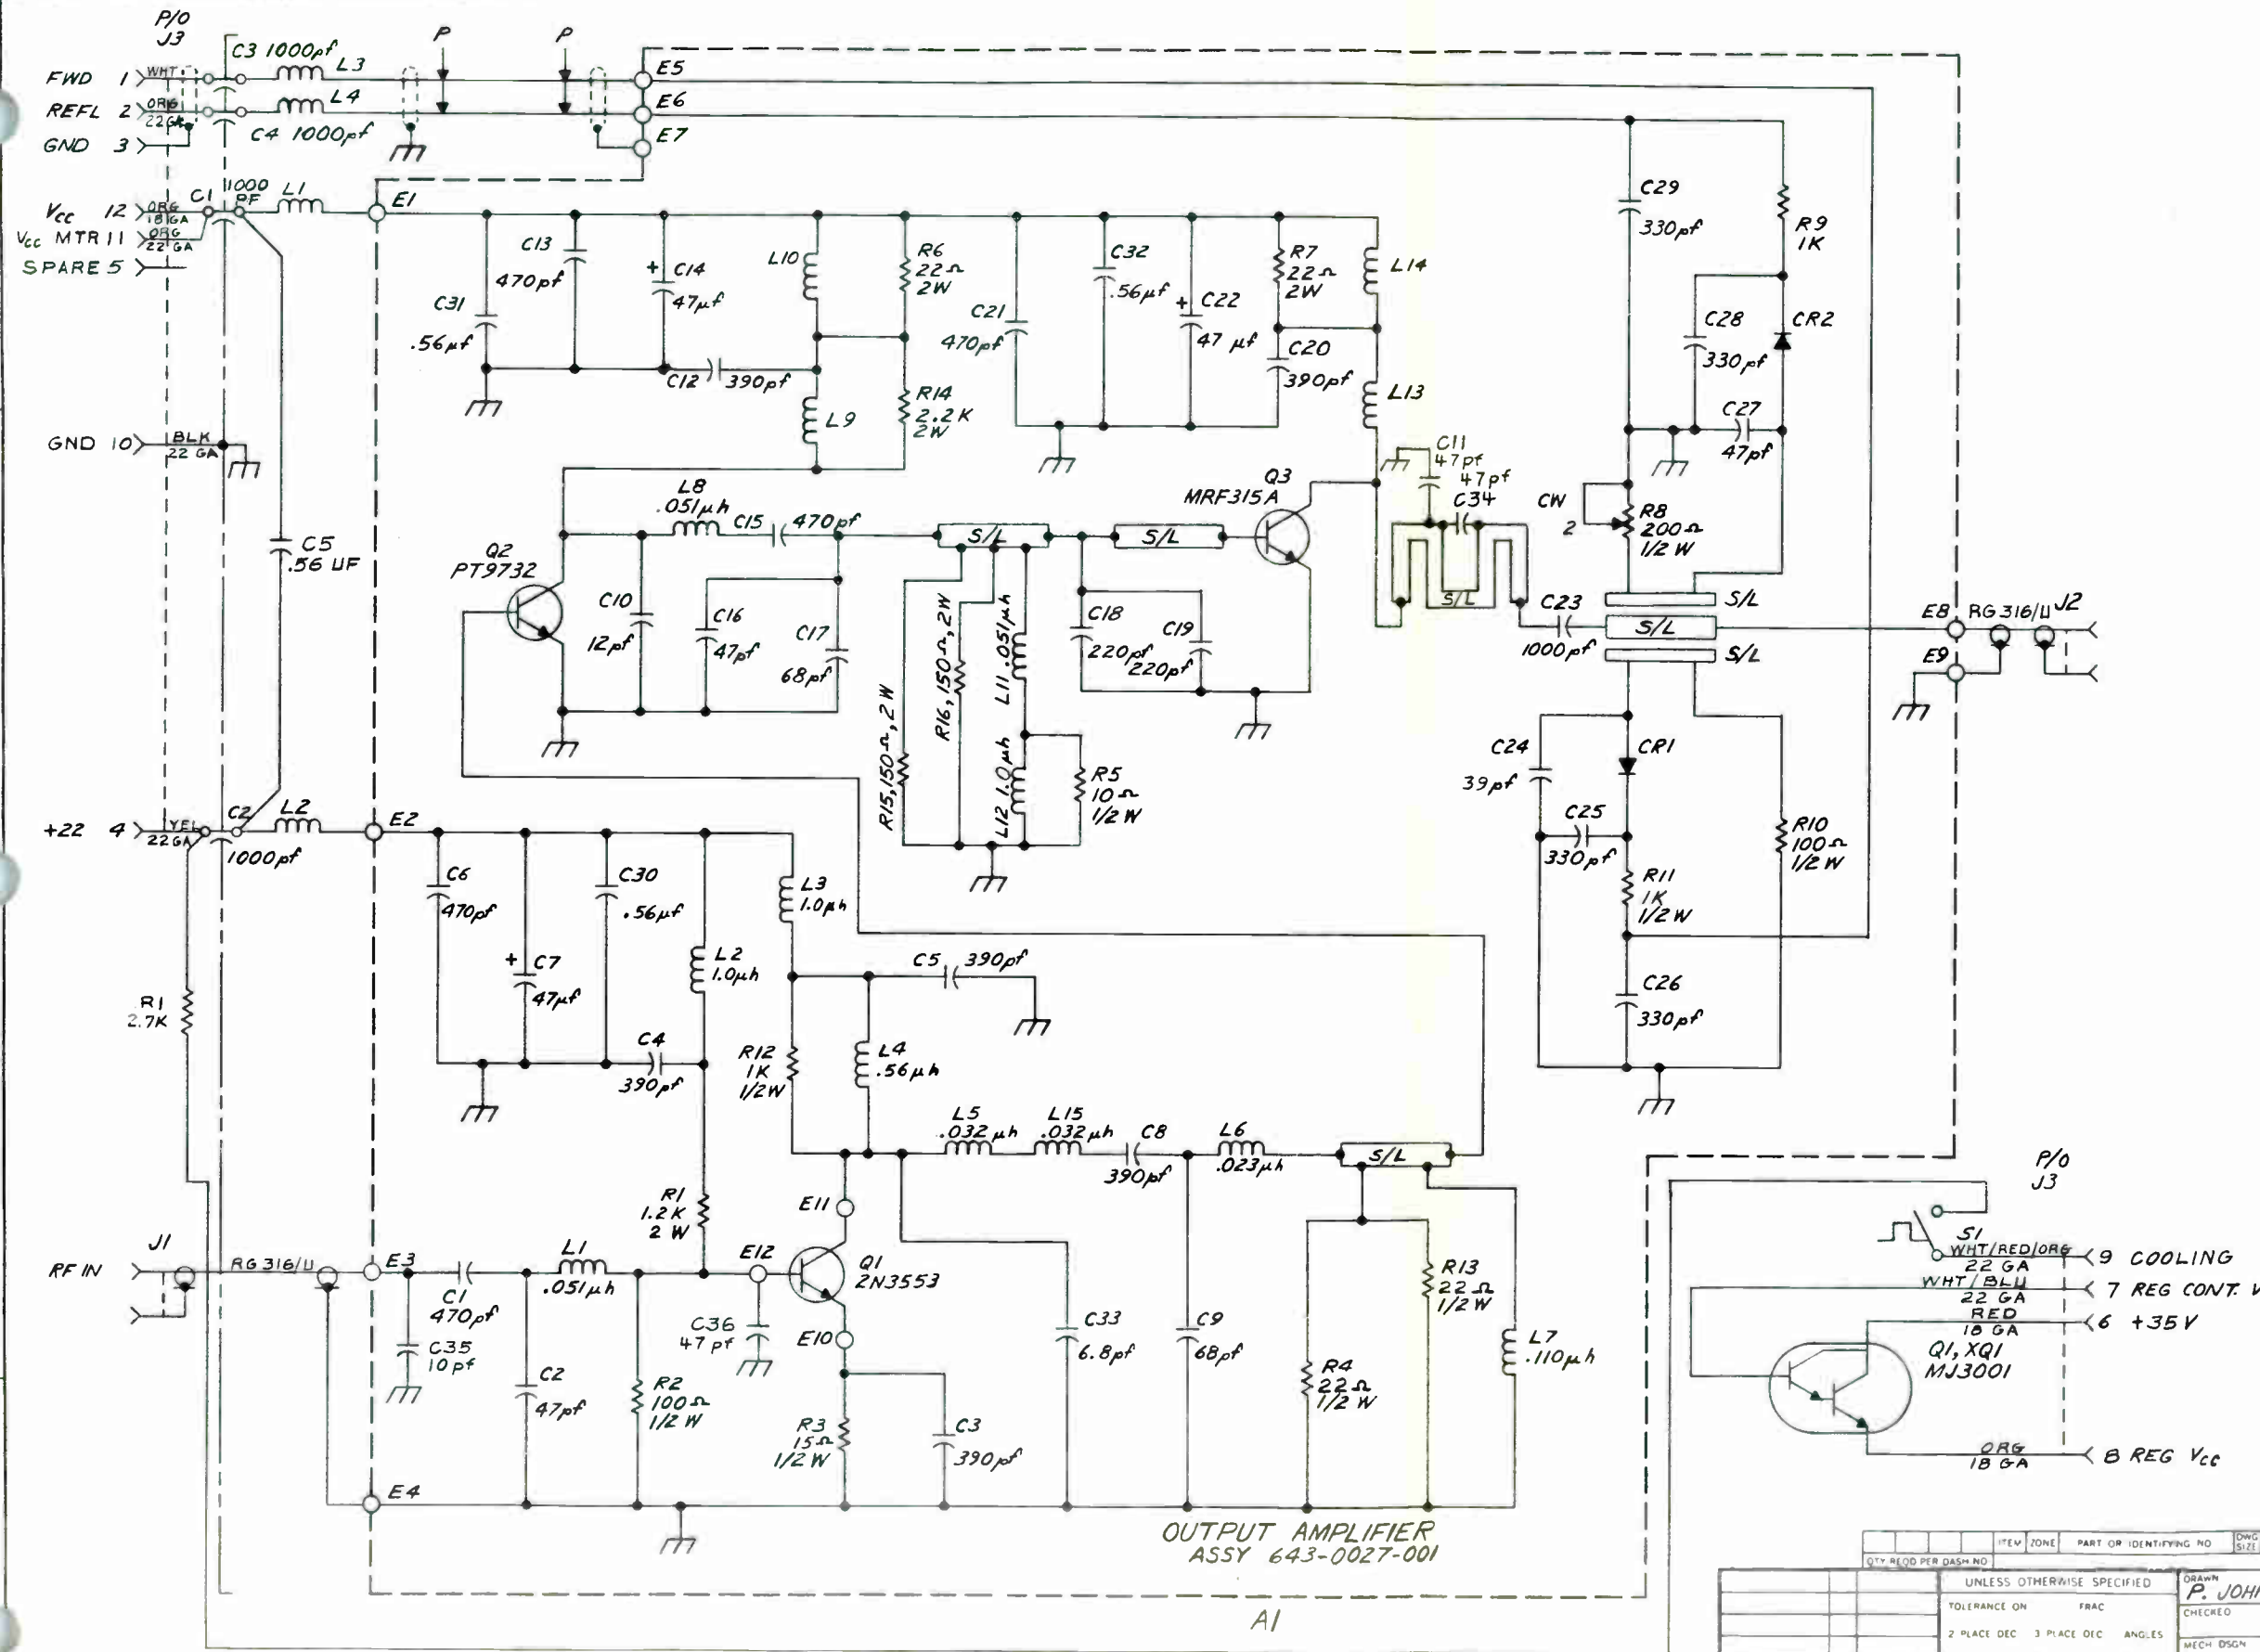 P/O
J3
C3 1000pf
L3
P
P
FWD 1
WHT
E5
REFL 2
ORG
22 GA
L4
E6
C4 1000pf
GND 3
E7
C1
1000 PF
L1
E1
Vcc 12
ORG
18 GA
Vcc MTR 11
ORG
22 GA
SPARE 5
C31
.56µf
C13
470pf
+ C14
47µf
C12
390pf
L10
R6
22Ω
2W
R14
2.2K
2W
L9
C21
470pf
C32
.56µf
+ C22
47 µf
R7
22Ω
2W
C20
390pf
L14
L13
C29
330pf
R9
1K
C28
330pf
CR2
C27
47pf
GND 10
BLK
22 GA
C5
.56 UF
L8
.051µh
C15
470pf
Q2
PT9732
C10
12pf
C16
47pf
C17
68pf
S/L
S/L
Q3
MRF315A
C11
47pf
47pf
C34
S/L
CW
2
R8
200Ω
1/2 W
R15, 150Ω, 2W
R16, 150Ω, 2W
L11 .051µh
L12 1.0µh
R5
10Ω
1/2 W
C18
220pf
C19
220pf
C23
1000pf
S/L
S/L
S/L
E8
RG 316/U
J2
E9
C24
39pf
CR1
C25
330pf
R11
1K
1/2 W
R10
100Ω
1/2 W
C26
330pf
+22 4
YEL
22GA
C2
1000pf
L2
E2
C6
470pf
+ C7
47µf
C30
.56µf
L3
1.0µh
L2
1.0µh
C4
390pf
C5
390pf
R12
1K
1/2W
L4
.56µh
R1
2.7K
L5
.032µh
L15
.032µh
C8
390pf
L6
.023µh
S/L
R1
1.2K
2 W
E11
J1
RF IN
RG 316/U
E3
C1
470pf
L1
.051µh
E12
Q1
2N3553
C35
10pf
C2
47pf
R2
100Ω
1/2 W
C36
47 pf
E10
R3
15Ω
1/2 W
C3
390pf
C33
6.8pf
C9
68pf
R4
22Ω
1/2 W
R13
22Ω
1/2 W
L7
.110µh
E4
P/O
J3
S1
WHT/RED/ORG
22 GA
9 COOLING
WHT/BLU
22 GA
7 REG CONT. V
RED
18 GA
6 +35V
Q1, XQ1
MJ3001
ORG
18 GA
8 REG Vcc
OUTPUT AMPLIFIER
ASSY 643-0027-001
A1
ITEM ZONE PART OR IDENTIFYING NO DWG SIZE
QTY REQD PER DASH NO
UNLESS OTHERWISE SPECIFIED
DRAWN
P. JOH
TOLERANCE ON FRAC
CHECKED
2 PLACE DEC 3 PLACE DEC ANGLES
MECH DSGN